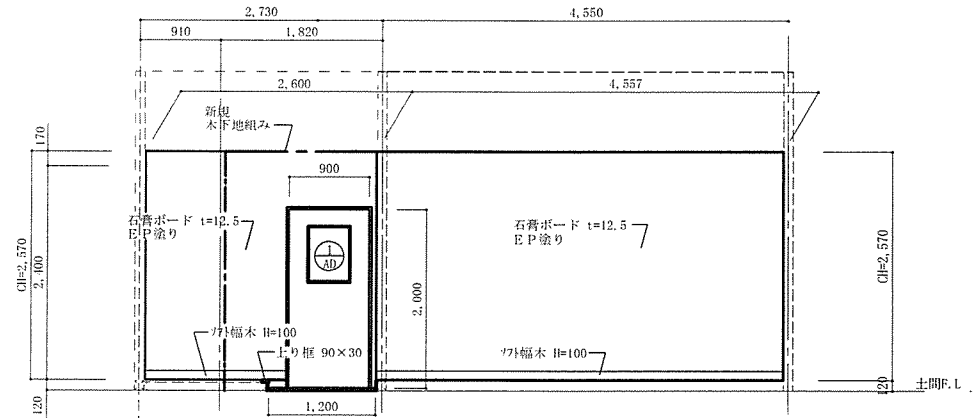 2,730
4,550
910
1,820
2,600
4,557
新規
木下地組み
170
900
石膏ボード t=12.5
ＥＰ塗り
石膏ボード t=12.5
ＥＰ塗り
1
AD
CH=2,570
2,400
2,000
CH=2,570
ｿﾌﾄ幅木 H=100
上り框 90×30
ｿﾌﾄ幅木 H=100
土間F.L
120
120
1,200